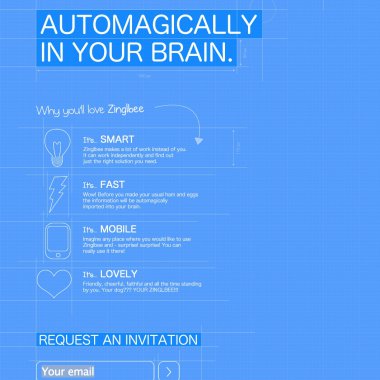 AUTOMAGICALLY
IN YOUR BRAIN.
Why you'll love Zinglbee
It's.. SMART
Zinglbee makes a lot of work instead of you.
It can work independently and find out
just the right solution you need.
It's.. FAST
Wow! Before you made your usual ham and eggs
the information will be automagically
imported into your brain.
It's.. MOBILE
Imagine any place where you would like to use
Zinglbee and - surprise! surprise! You can
really use it there!
It's.. LOVELY
Friendly, cheerful, faithful and all the time standing
by you. Your dog??? YOUR ZINGLBEE!!!
REQUEST AN INVITATION
Your email